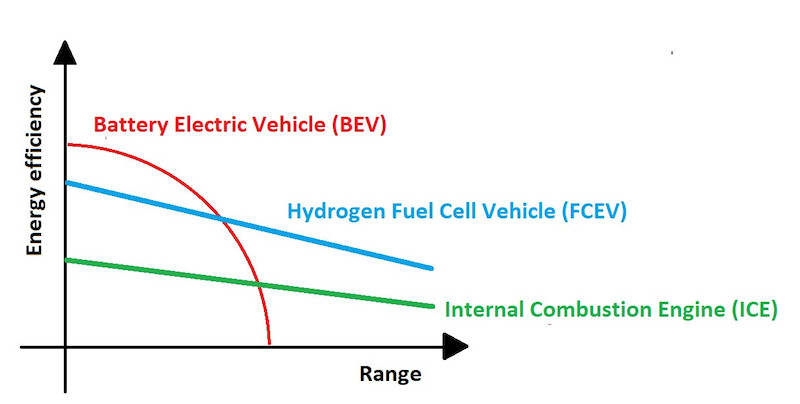 Energy efficiency
Battery Electric Vehicle (BEV)
Hydrogen Fuel Cell Vehicle (FCEV)
Internal Combustion Engine (ICE)
Range